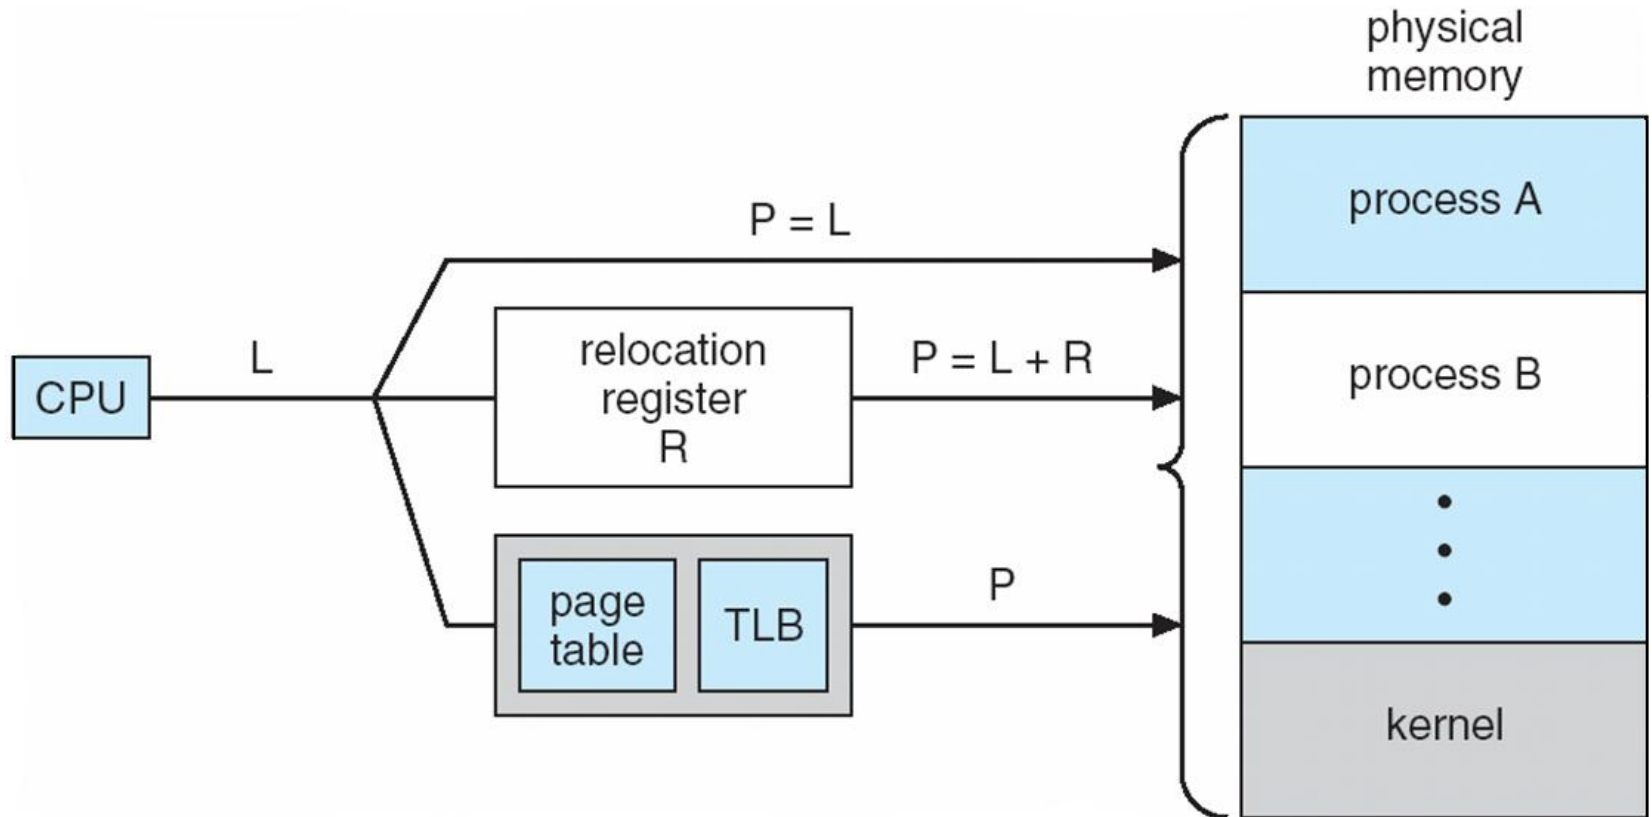 physical
memory
process A
P = L
relocation
register
R
P = L + R
L
CPU
process B
page
table
TLB
P
kernel